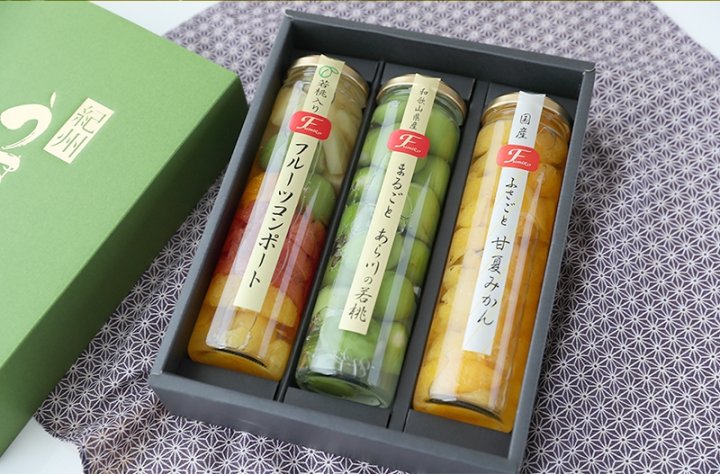 紀州
う
若桃入り
F
フルーツコンポート
和歌山県産
F
まるごと あら川の若桃
国産
F
ふさごと 甘夏みかん